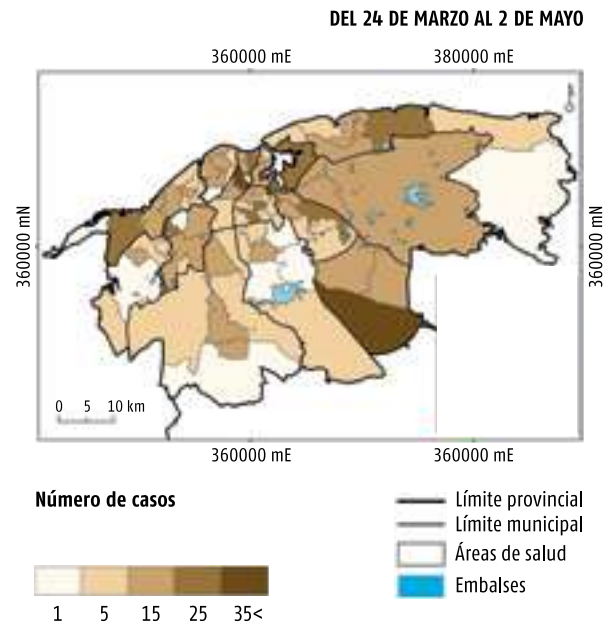 DEL 24 DE MARZO AL 2 DE MAYO
360000 mE 380000 mE
360000 mN
360000 mN
0 5 10 km
360000 mE 360000 mE
Número de casos
1 5 15 25 35<
Límite provincial
Límite municipal
Áreas de salud
Embalses